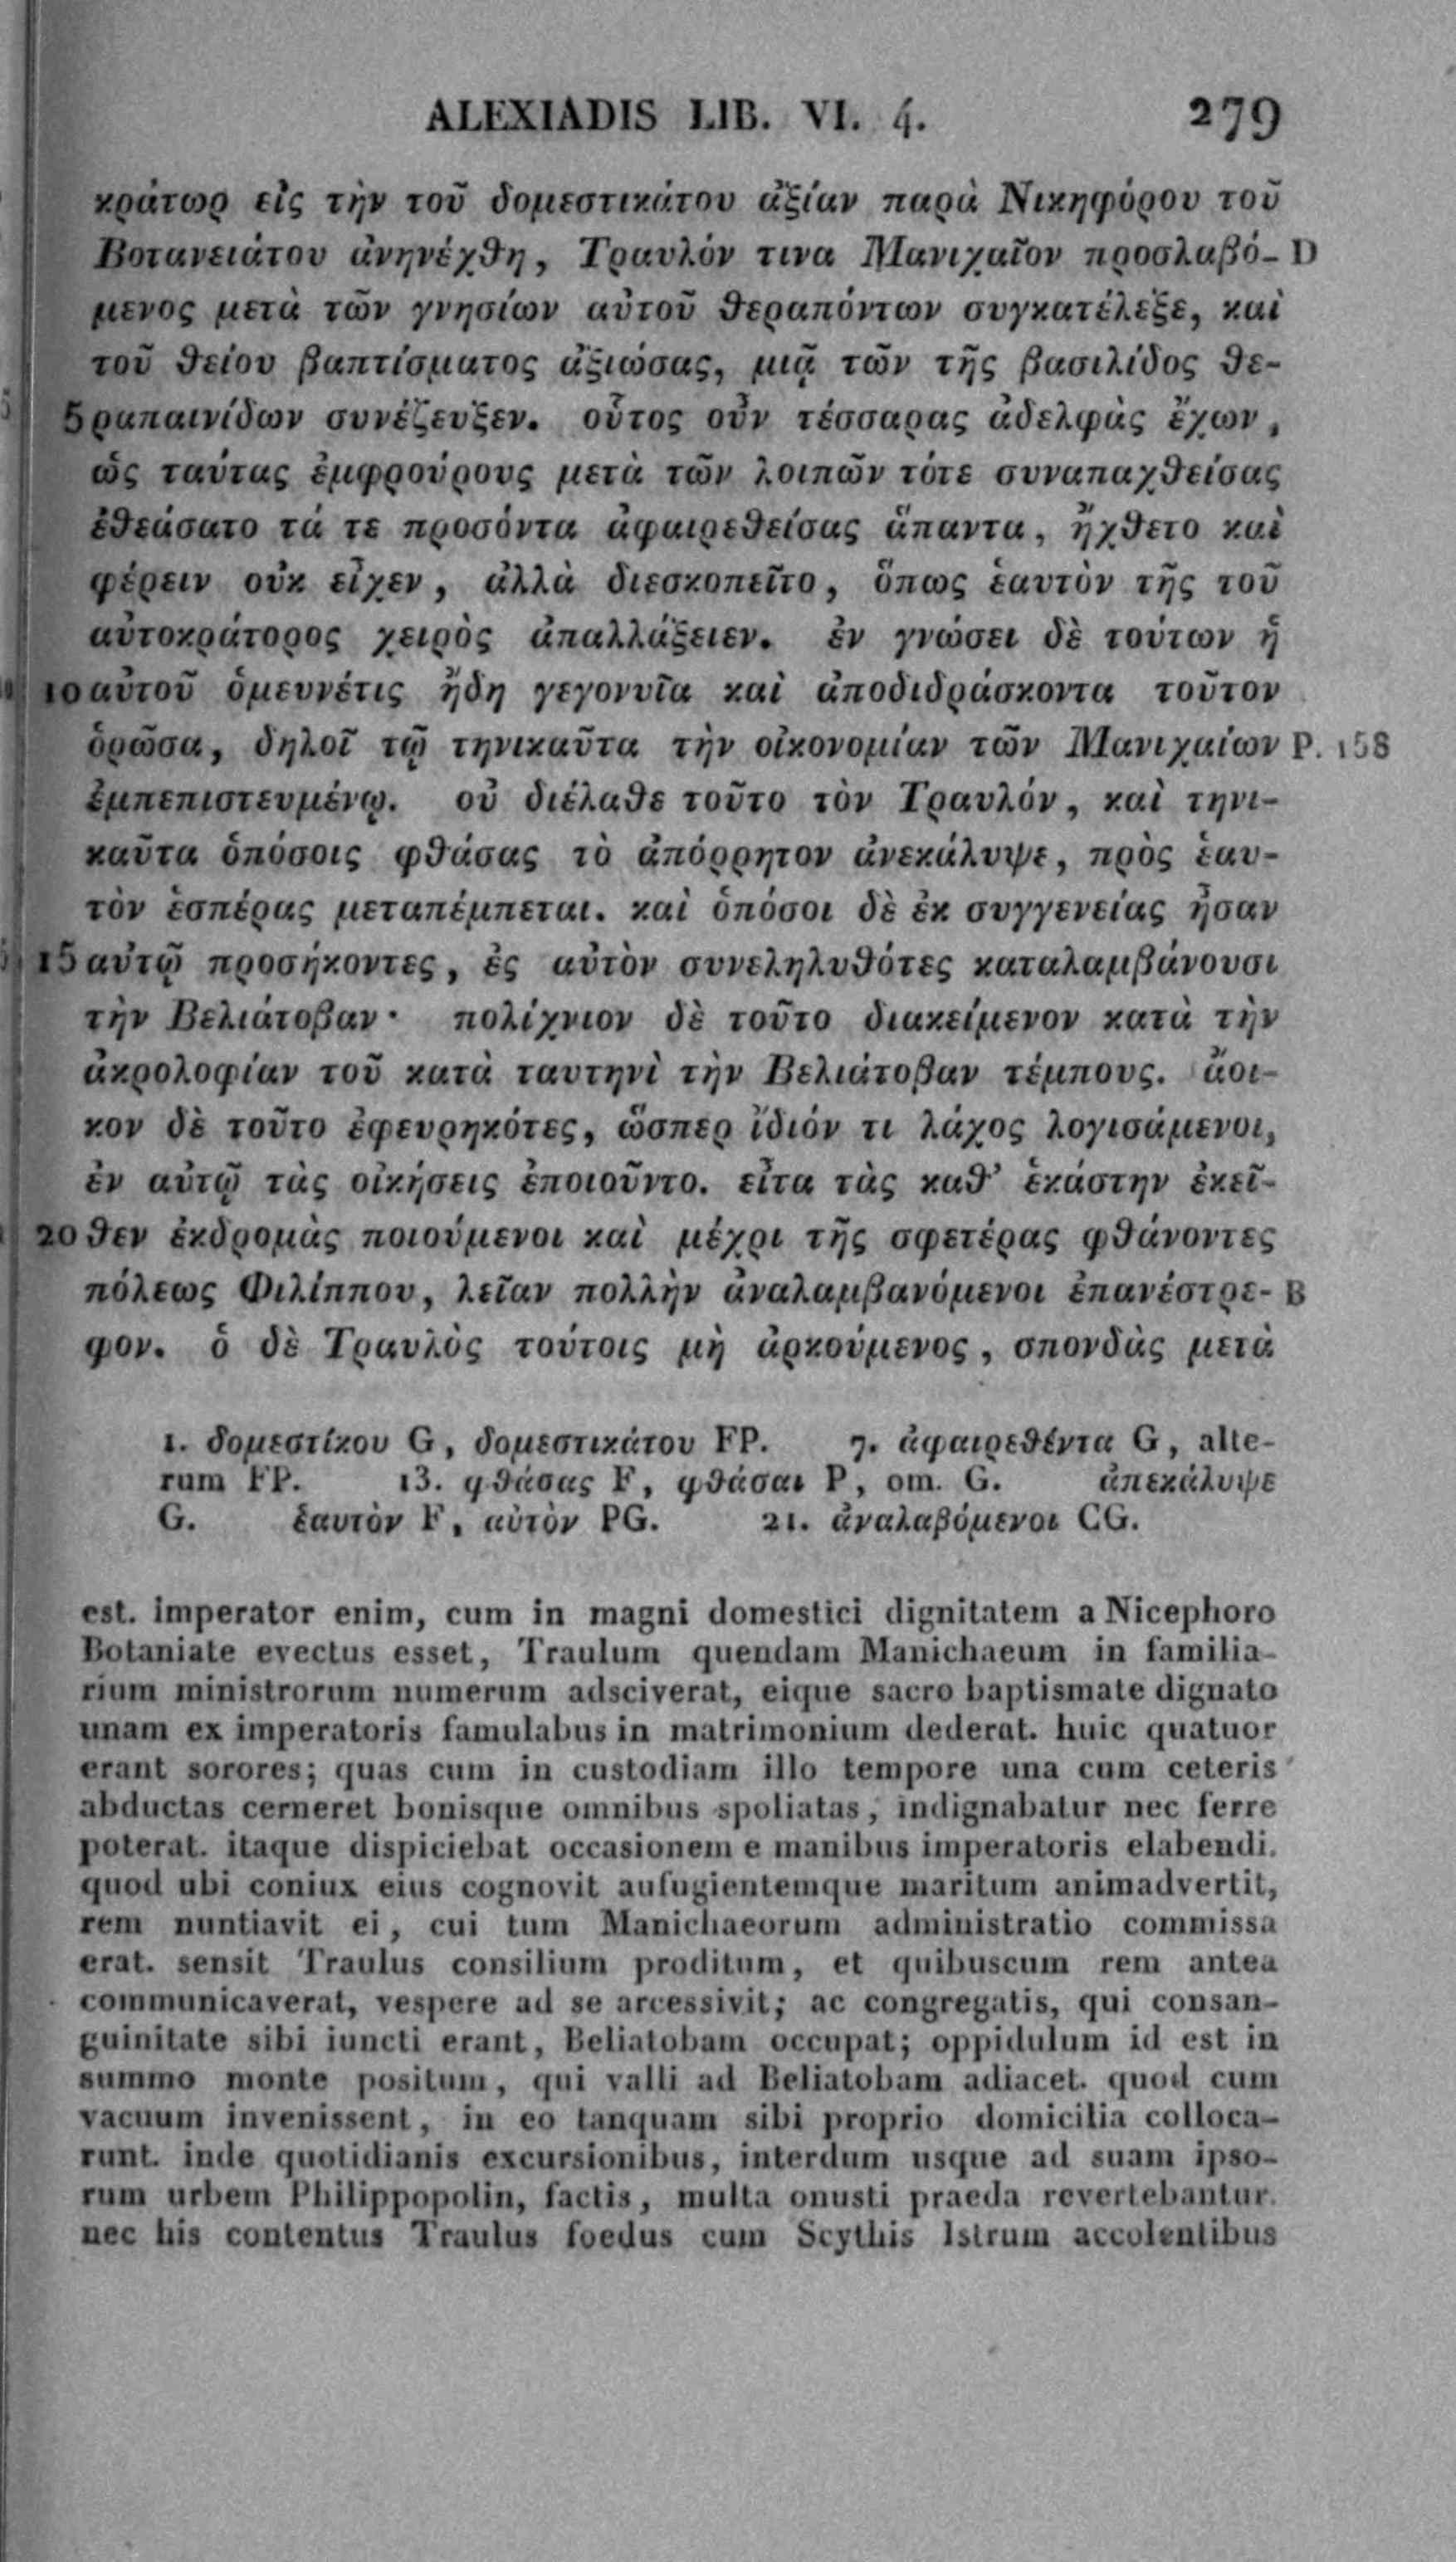 ALEXIADIS LIB. VI. 4. 279
κράτωρ εἰς τὴν τοῦ δομεστικάτου ἀξίαν παρὰ Νικηφόρου τοῦ
Βοτανειάτου ἀνηνέχθη, Τραυλόν τινα Μανιχαῖον προσλαβό- D
μενος μετὰ τῶν γνησίων αὐτοῦ θεραπόντων συγκατέλεξε, καὶ
τοῦ θείου βαπτίσματος ἀξιώσας, μιᾷ τῶν τῆς βασιλίδος θε-
5 ραπαινίδων συνέζευξεν. οὗτος οὖν τέσσαρας ἀδελφὰς ἔχων,
ὡς ταύτας ἐμφρούρους μετὰ τῶν λοιπῶν τότε συναπαχθείσας
ἐθεάσατο τά τε προσόντα ἀφαιρεθείσας ἅπαντα, ἤχθετο καὶ
φέρειν οὐκ εἶχεν, ἀλλὰ διεσκοπεῖτο, ὅπως ἑαυτὸν τῆς τοῦ
αὐτοκράτορος χειρὸς ἀπαλλάξειεν. ἐν γνώσει δὲ τούτων ἡ
10 αὐτοῦ ὁμευνέτις ἤδη γεγονυῖα καὶ ἀποδιδράσκοντα τοῦτον
ὁρῶσα, δηλοῖ τῷ τηνικαῦτα τὴν οἰκονομίαν τῶν Μανιχαίων P. 158
ἐμπεπιστευμένῳ. οὐ διέλαθε τοῦτο τὸν Τραυλόν, καὶ τηνι-
καῦτα ὁπόσοις φθάσας τὸ ἀπόρρητον ἀνεκάλυψε, πρὸς ἑαυ-
τὸν ἑσπέρας μεταπέμπεται. καὶ ὁπόσοι δὲ ἐκ συγγενείας ἦσαν
15 αὐτῷ προσήκοντες, ἐς αὐτὸν συνεληλυθότες καταλαμβάνουσι
τὴν Βελιάτοβαν· πολίχνιον δὲ τοῦτο διακείμενον κατὰ τὴν
ἀκρολοφίαν τοῦ κατὰ ταυτηνὶ τὴν Βελιάτοβαν τέμπους. ἄοι-
κον δὲ τοῦτο ἐφευρηκότες, ὥσπερ ἴδιόν τι λάχος λογισάμενοι,
ἐν αὐτῷ τὰς οἰκήσεις ἐποιοῦντο. εἶτα τὰς καθ’ ἑκάστην ἐκεῖ-
20 θεν ἐκδρομὰς ποιούμενοι καὶ μέχρι τῆς σφετέρας φθάνοντες
πόλεως Φιλίππου, λεῖαν πολλὴν ἀναλαμβανόμενοι ἐπανέστρε- B
φον. ὁ δὲ Τραυλὸς τούτοις μὴ ἀρκούμενος, σπονδὰς μετὰ
1. δομεστίκου G, δομεστικάτου FP. 7. ἀφαιρεθέντα G, alte-
rum FP. 13. φθάσας F, φθάσαι P, om. G. ἀπεκάλυψε
G. ἑαυτὸν F, αὐτὸν PG. 21. ἀναλαβόμενοι CG.
est. imperator enim, cum in magni domestici dignitatem a Nicephoro
Botaniate evectus esset, Traulum quendam Manichaeum in familia-
rium ministrorum numerum adsciverat, eique sacro baptismate dignato
unam ex imperatoris famulabus in matrimonium dederat. huic quatuor
erant sorores; quas cum in custodiam illo tempore una cum ceteris
abductas cerneret bonisque omnibus spoliatas, indignabatur nec ferre
poterat. itaque dispiciebat occasionem e manibus imperatoris elabendi.
quod ubi coniux eius cognovit aufugientemque maritum animadvertit,
rem nuntiavit ei, cui tum Manichaeorum administratio commissa
erat. sensit Traulus consilium proditum, et quibuscum rem antea
communicaverat, vespere ad se arcessivit; ac congregatis, qui consan-
guinitate sibi iuncti erant, Beliatobam occupat; oppidulum id est in
summo monte positum, qui valli ad Beliatobam adiacet. quod cum
vacuum invenissent, in eo tanquam sibi proprio domicilia colloca-
runt. inde quotidianis excursionibus, interdum usque ad suam ipso-
rum urbem Philippopolin, factis, multa onusti praeda revertebantur.
nec his contentus Traulus foedus cum Scythis Istrum accolentibus